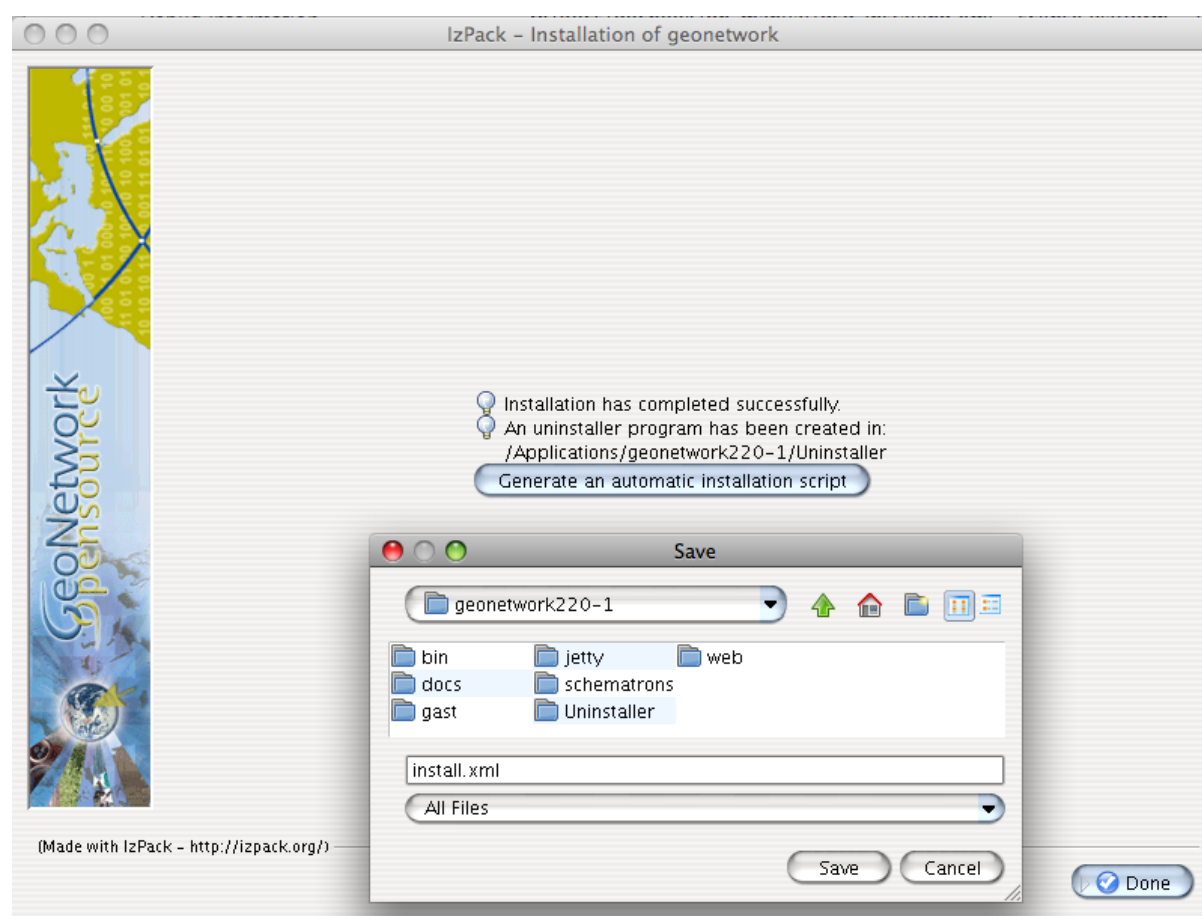 IzPack – Installation of geonetwork
GeoNetwork
Opensource
Installation has completed successfully.
An uninstaller program has been created in:
/Applications/geonetwork220-1/Uninstaller
Generate an automatic installation script
Save
geonetwork220-1
bin
jetty
web
docs
schematrons
gast
Uninstaller
install.xml
All Files
Save
Cancel
(Made with IzPack – http://izpack.org/)
Done